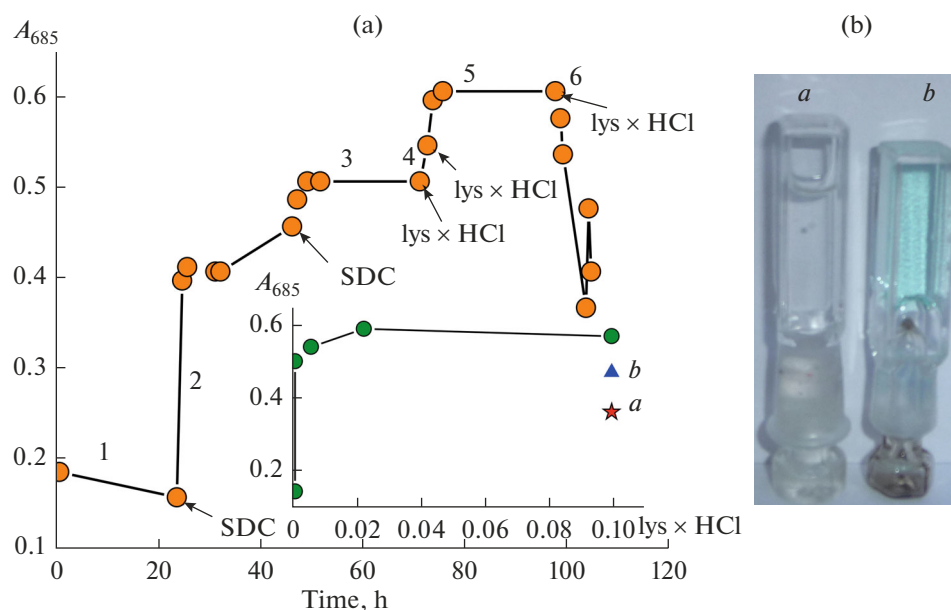 (a)
(b)
A685
0.6
0.5
0.4
0.3
0.2
0.1
0
20
40
60
80
100
120
Time, h
1
2
3
4
5
6
SDC
SDC
lys × HCl
lys × HCl
lys × HCl
A685
0.6
0.4
0.2
0
0.02
0.04
0.06
0.08
0.10
lys × HCl
b
a
a
b